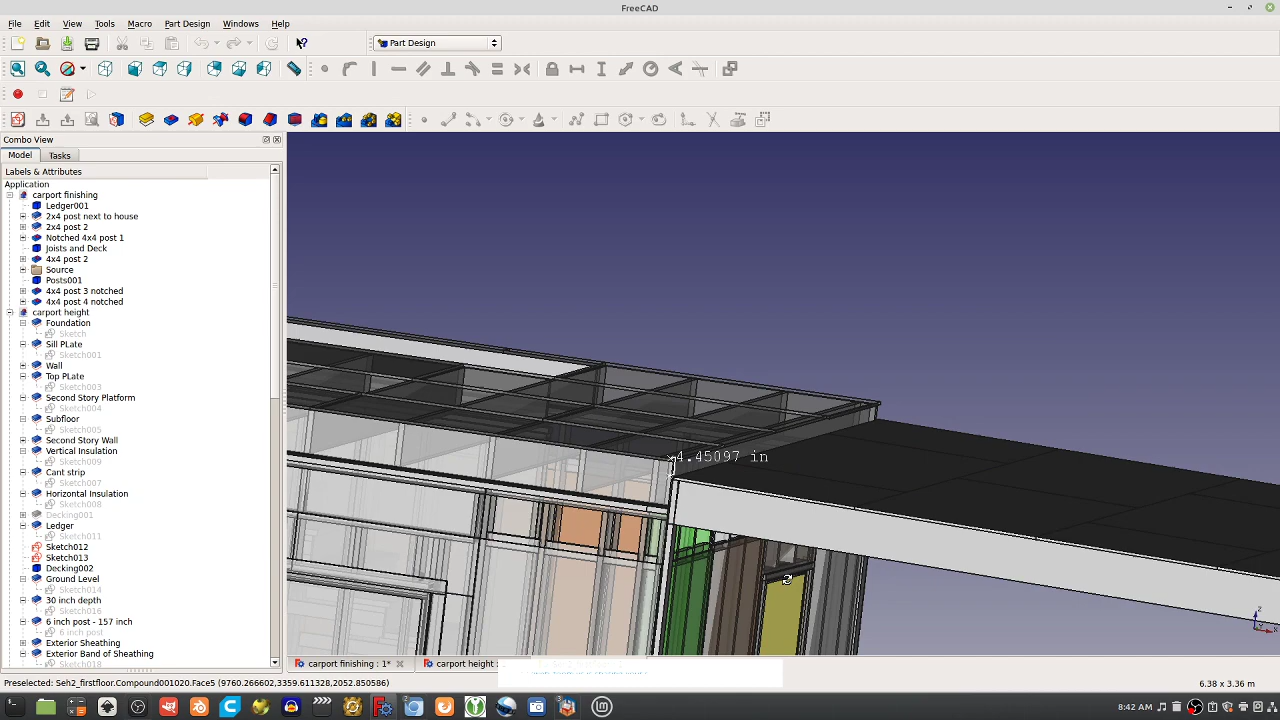 FreeCAD
File Edit View Tools Macro Part Design Windows Help
Part Design
Combo View
Model Tasks
Labels & Attributes
Application
carport finishing
Ledger001
2x4 post next to house
2x4 post 2
Notched 4x4 post 1
Joists and Deck
4x4 post 2
Source
Posts001
4x4 post 3 notched
4x4 post 4 notched
carport height
Foundation
Sketch
Sill PLate
Sketch001
Wall
Top PLate
Sketch003
Second Story Platform
Sketch004
Subfloor
Sketch005
Second Story Wall
Vertical Insulation
Sketch009
Cant strip
Sketch007
Horizontal Insulation
Sketch008
Decking001
Ledger
Sketch011
Sketch012
Sketch013
Decking002
Ground Level
Sketch014
30 inch depth
Sketch016
6 inch post - 157 inch
6 inch post
Exterior Sheathing
Exterior Band of Sheathing
Sketch018
4.45097 in
carport finishing : 1*
carport height :
Preselected: Seh2_firstfloor.Compound001020.Face5 (9760.266602,3359.611328,2052.850586)
6.38 x 3.36 m
8:42 AM